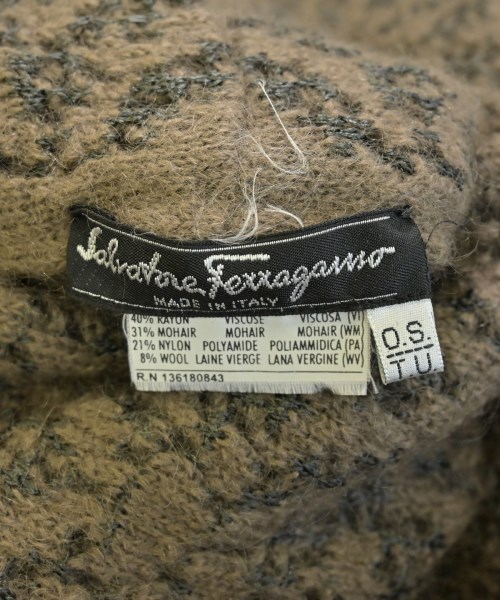 Salvatore Ferragamo
MADE IN ITALY
40% RAYON VISCOSE VISCOSA (VI)
31% MOHAIR MOHAIR MOHAIR (WM)
21% NYLON POLYAMIDE POLIAMMIDICA (PA)
8% WOOL LAINE VIERGE LANA VERGINE (WV)
R.N 136180843
O.S.
T.U.